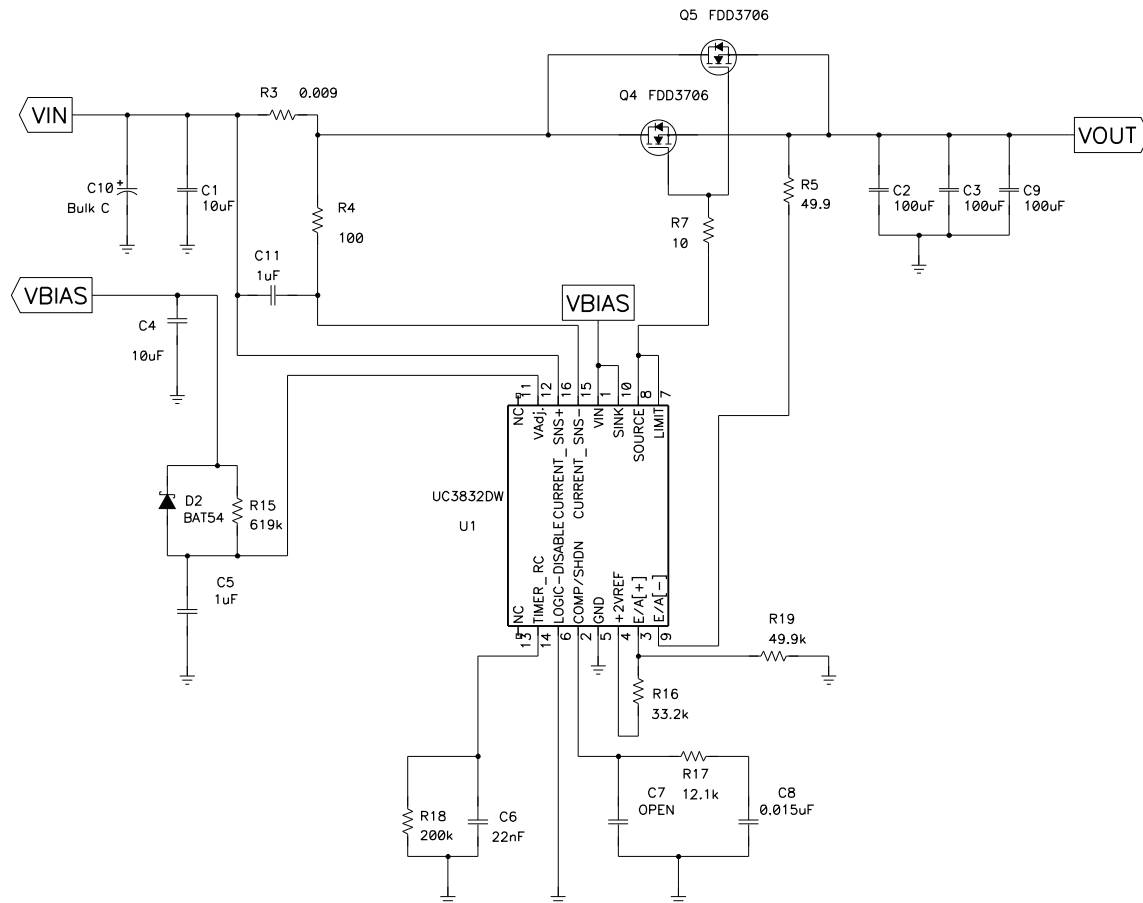 Q5 FDD3706
R3 0.009
Q4 FDD3706
VIN
VOUT
C10
+
Bulk C
C1
10uF
R4
100
R7
10
R5
49.9
C2
100uF
C3
100uF
C9
100uF
C11
1uF
VBIAS
VBIAS
C4
10uF
11
12
16
15
1
10
8
7
NC
VAdj.
CURRENT_SNS+
CURRENT_SNS-
VIN
SINK
SOURCE
LIMIT
UC3832DW
U1
D2
BAT54
R15
619k
C5
1uF
NC
TIMER_RC
LOGIC-DISABLE
COMP/SHDN
GND
+2VREF
E/A[+]
E/A[-]
13
14
6
2
5
4
3
9
R19
49.9k
R16
33.2k
R18
200k
C6
22nF
C7
OPEN
R17
12.1k
C8
0.015uF